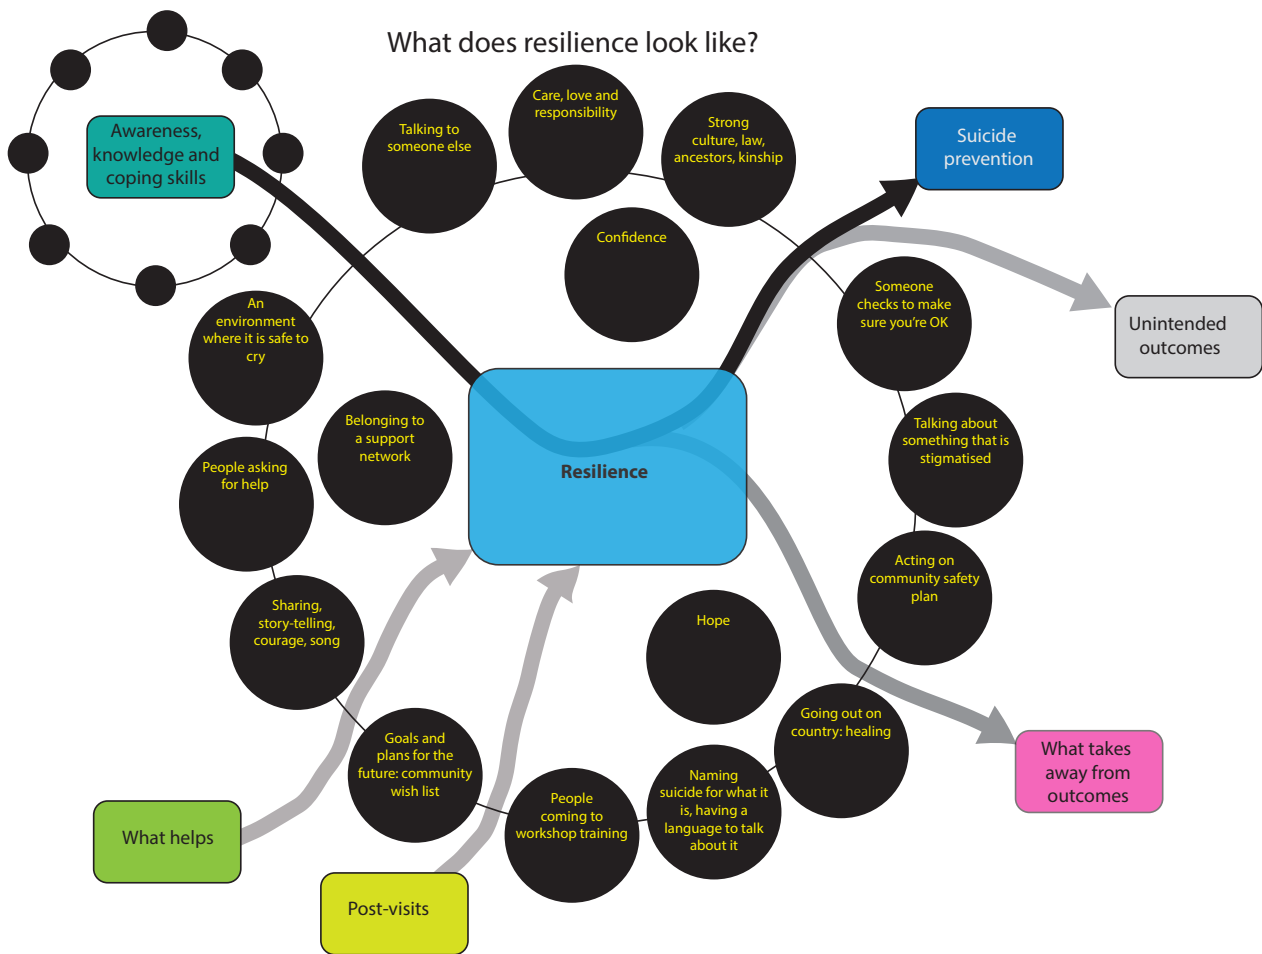 What does resilience look like?
Awareness,
knowledge and
coping skills
Talking to
someone else
Care, love and
responsibility
Strong
culture, law,
ancestors, kinship
Suicide
prevention
Confidence
Someone
checks to make
sure you’re OK
Unintended
outcomes
An
environment
where it is safe to
cry
Belonging to
a support
network
Resilience
Talking about
something that is
stigmatised
People asking
for help
Acting on
community safety
plan
Sharing,
story-telling,
courage, song
Hope
Going out on
country: healing
Goals and
plans for the
future: community
wish list
What takes
away from
outcomes
Naming
suicide for what it
is, having a
language to talk
about it
People
coming to
workshop training
What helps
Post-visits